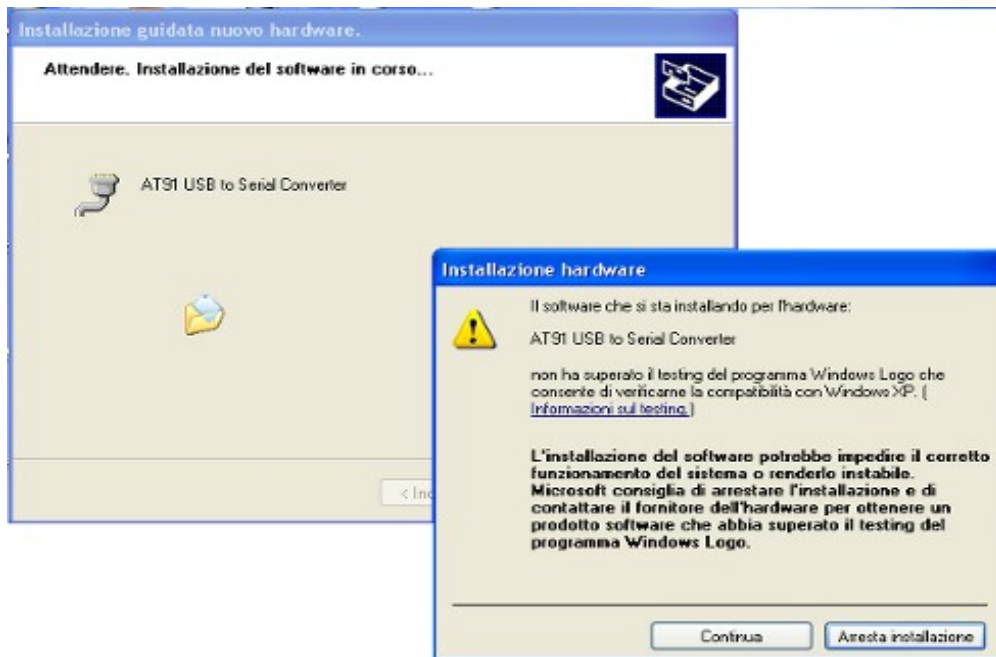 Installazione guidata nuovo hardware.
Attendere. Installazione del software in corso...
AT91 USB to Serial Converter
< In
Installazione hardware
Il software che si sta installando per l'hardware:
AT91 USB to Serial Converter
non ha superato il testing del programma Windows Logo che
consente di verificarne la compatibilità con Windows XP. (
Informazioni sul testing.)
L'installazione del software potrebbe impedire il corretto
funzionamento del sistema o renderlo instabile.
Microsoft consiglia di arrestare l'installazione e di
contattare il fornitore dell'hardware per ottenere un
prodotto software che abbia superato il testing del
programma Windows Logo.
Continua
Arresta installazione